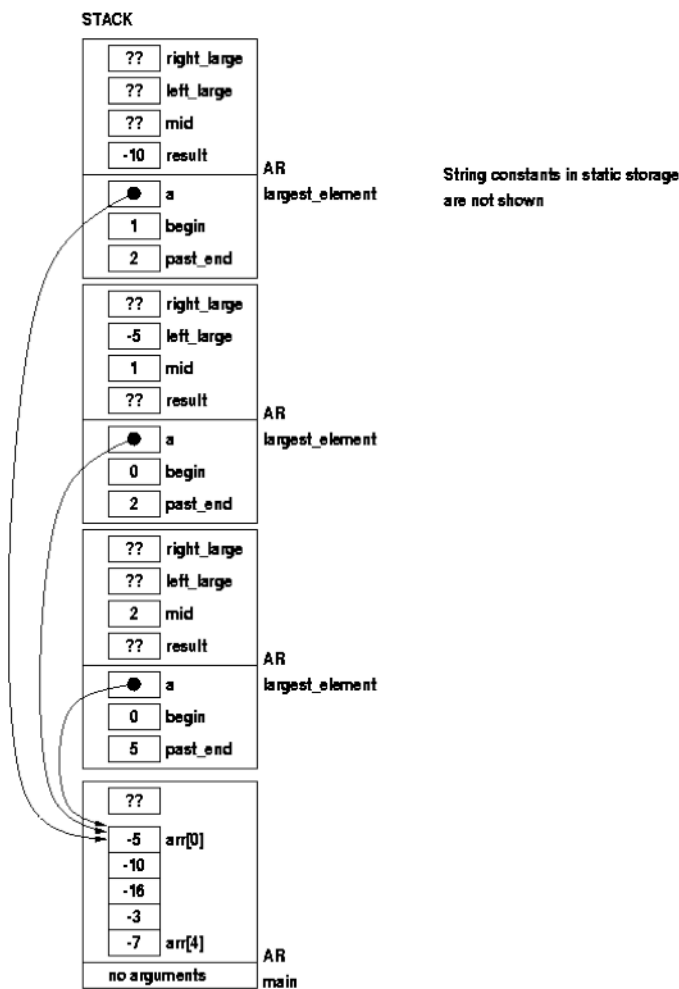 STACK
?? right_large
?? left_large
?? mid
-10 result
AR
a largest_element
String constants in static storage
are not shown
1 begin
2 past_end
?? right_large
-5 left_large
1 mid
?? result
AR
a largest_element
0 begin
2 past_end
?? right_large
?? left_large
2 mid
?? result
AR
a largest_element
0 begin
5 past_end
??
-5 arr[0]
-10
-16
-3
-7 arr[4]
AR
no arguments main